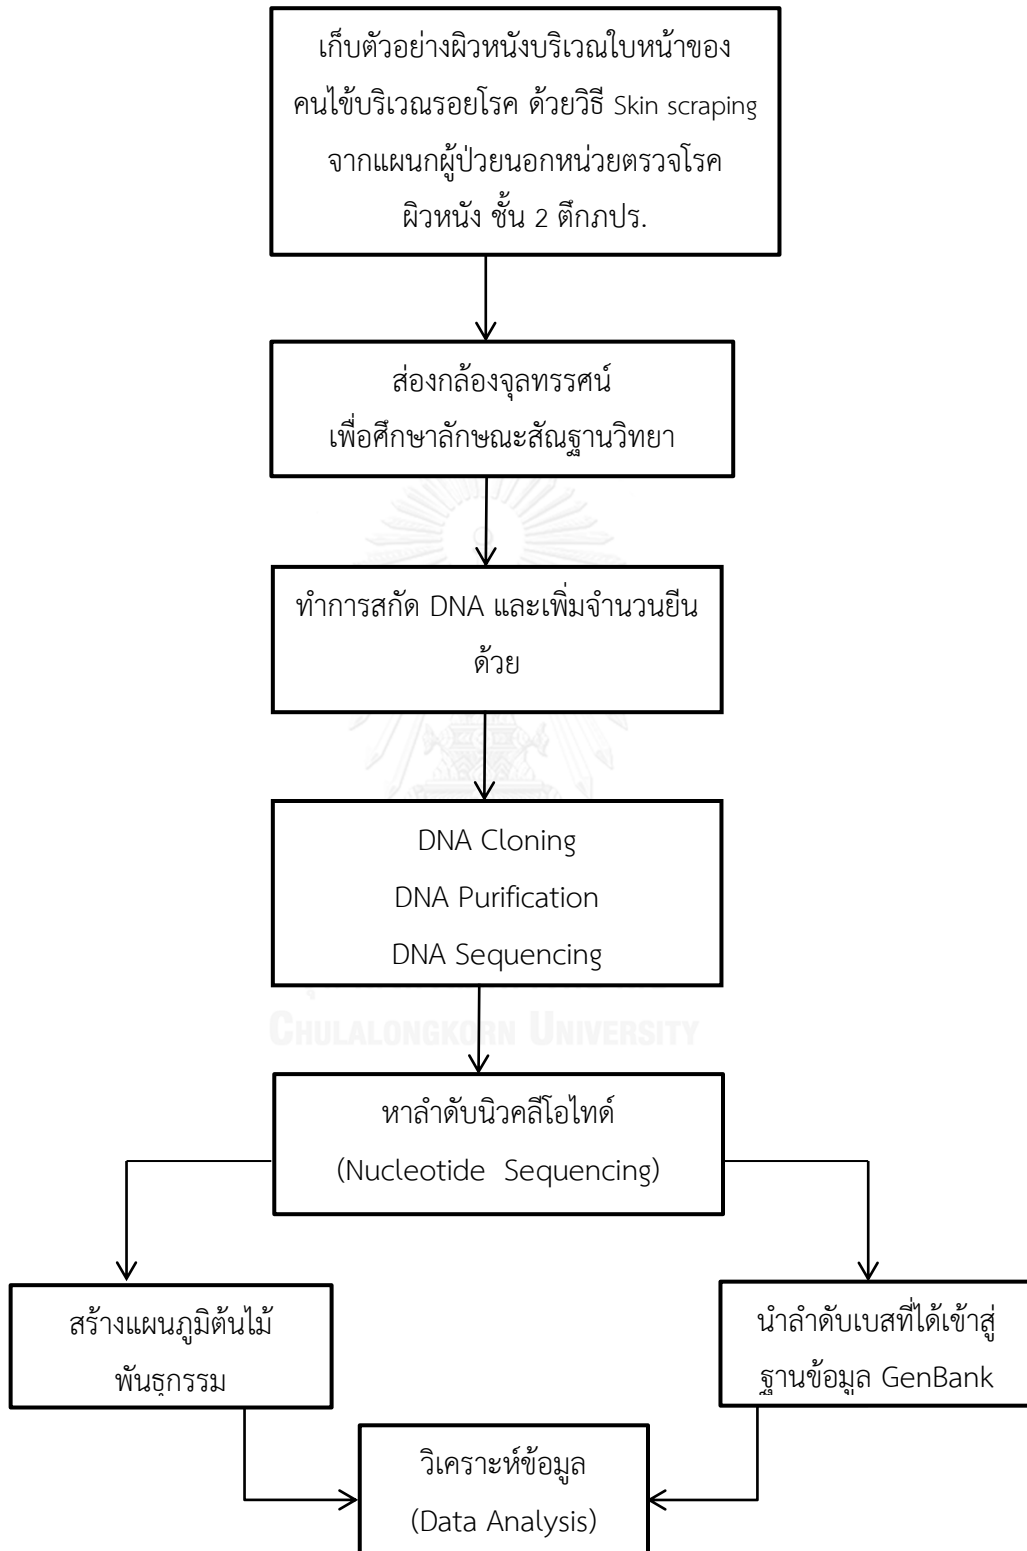 เก็บตัวอย่างผิวหนังบริเวณใบหน้าของ
คนไข้บริเวณรอยโรค ด้วยวิธี Skin scraping
จากแผนกผู้ป่วยนอกหน่วยตรวจโรค
ผิวหนัง ชั้น 2 ตึกภปร.
ส่องกล้องจุลทรรศน์
เพื่อศึกษาลักษณะสัณฐานวิทยา
ทำการสกัด DNA และเพิ่มจำนวนยีน
ด้วย
DNA Cloning
DNA Purification
DNA Sequencing
CHULALONGKORN UNIVERSITY
หาลำดับนิวคลีโอไทด์
(Nucleotide Sequencing)
สร้างแผนภูมิต้นไม้
พันธุกรรม
นำลำดับเบสที่ได้เข้าสู่
ฐานข้อมูล GenBank
วิเคราะห์ข้อมูล
(Data Analysis)